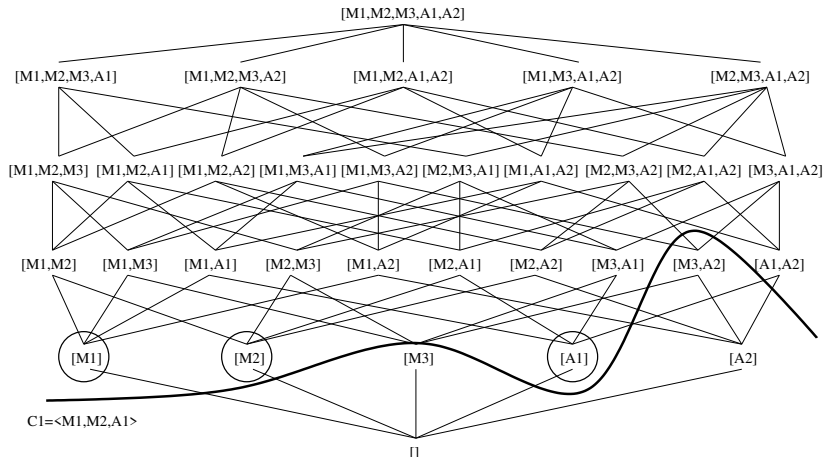 [M1,M2,M3,A1,A2]
[M1,M2,M3,A1] [M1,M2,M3,A2] [M1,M2,A1,A2] [M1,M3,A1,A2] [M2,M3,A1,A2]
[M1,M2,M3] [M1,M2,A1] [M1,M2,A2] [M1,M3,A1] [M1,M3,A2] [M2,M3,A1] [M1,A1,A2] [M2,M3,A2] [M2,A1,A2] [M3,A1,A2]
[M1,M2] [M1,M3] [M1,A1] [M2,M3] [M1,A2] [M2,A1] [M2,A2] [M3,A1] [M3,A2] [A1,A2]
[M1] [M2] [M3] [A1] [A2]
C1=<M1,M2,A1>
[]